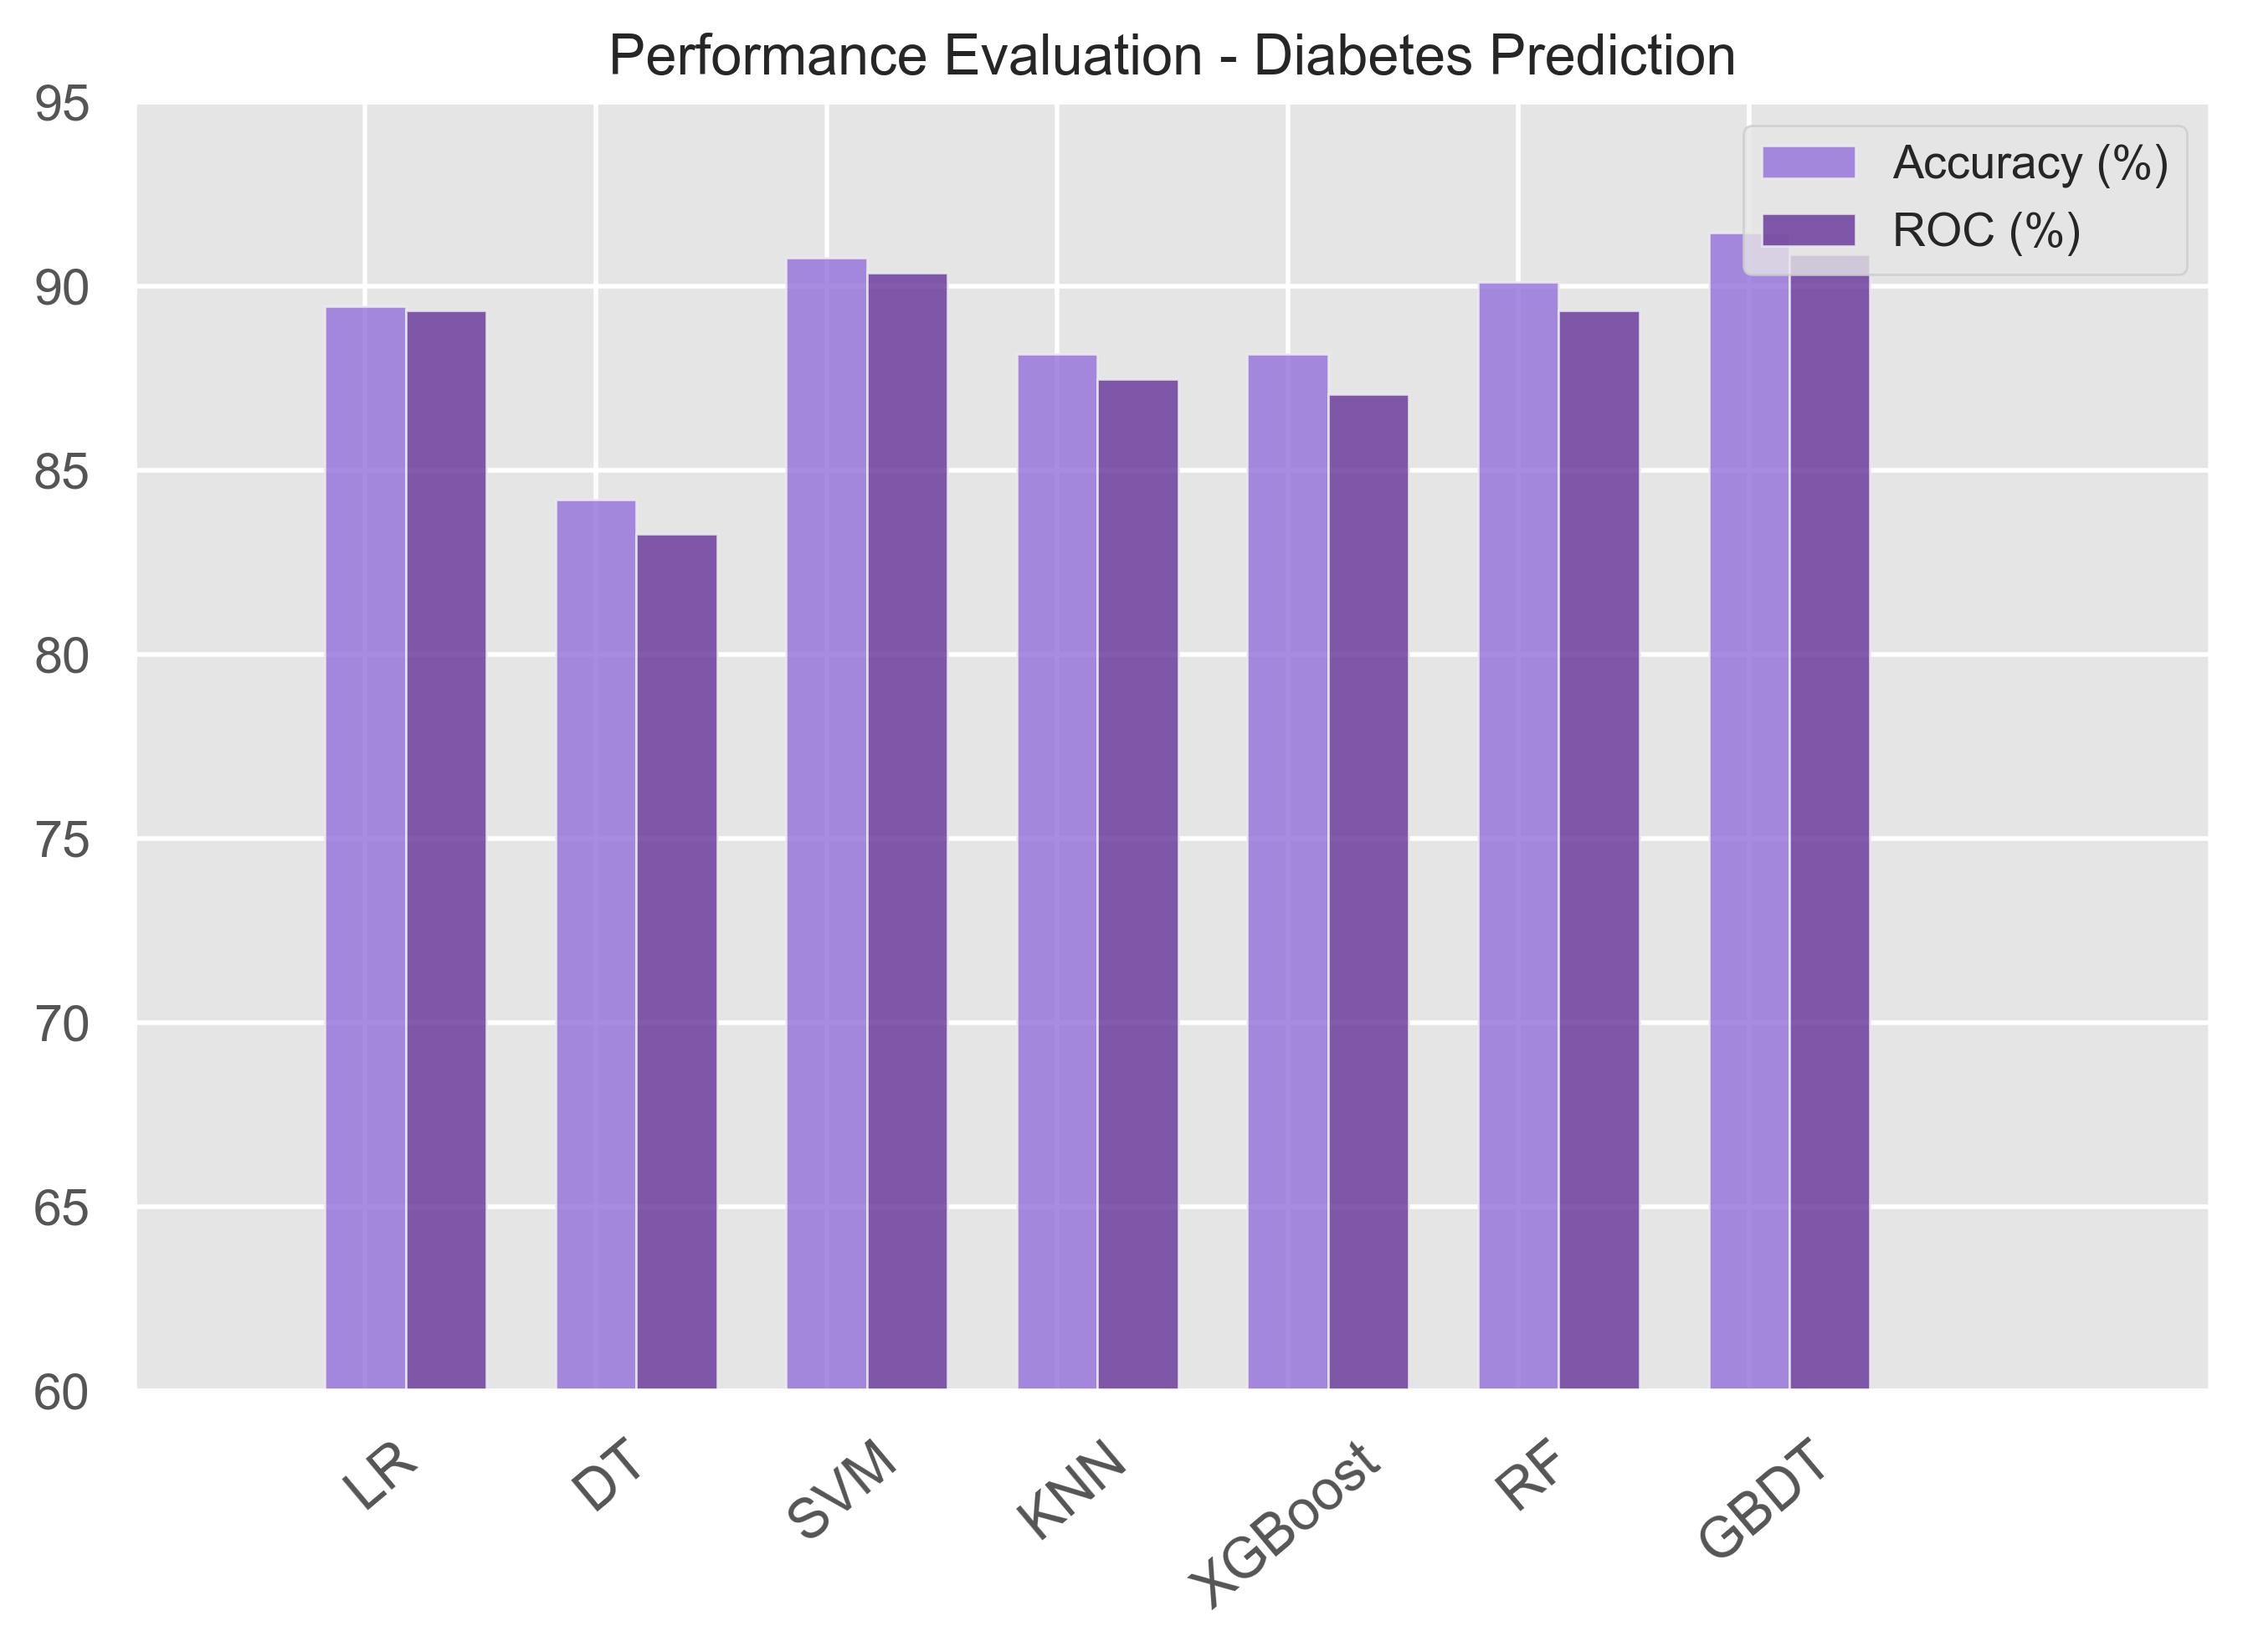 Performance Evaluation - Diabetes Prediction
95
90
85
80
75
70
65
60
Accuracy (%)
ROC (%)
LR
DT
SVM
KNN
XGBoost
RF
GBDT